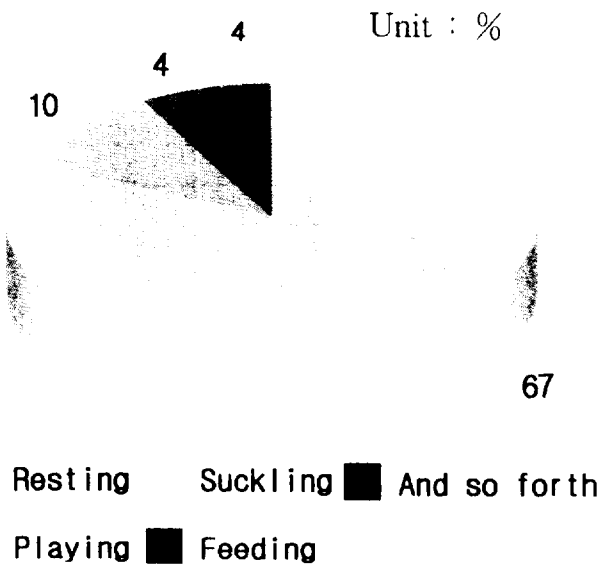 4 Unit : %
4
10
67
Resting Suckling And so forth
Playing Feeding